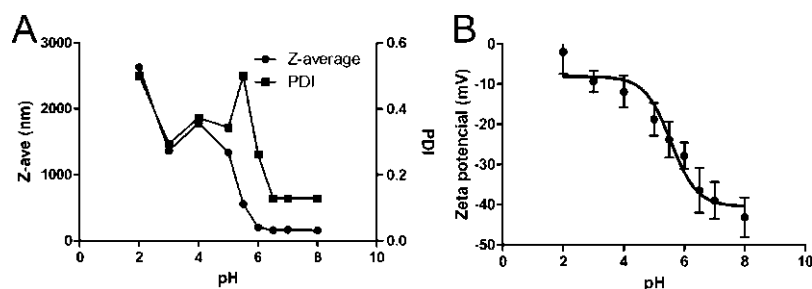 A
B
3000
2000
1000
0
Z-ave (nm)
0.6
0.4
0.2
0.0
PDI
Z-average
PDI
0 2 4 6 8 10
pH
0
-10
-20
-30
-40
-50
Zeta potencial (mV)
0 2 4 6 8 10
pH